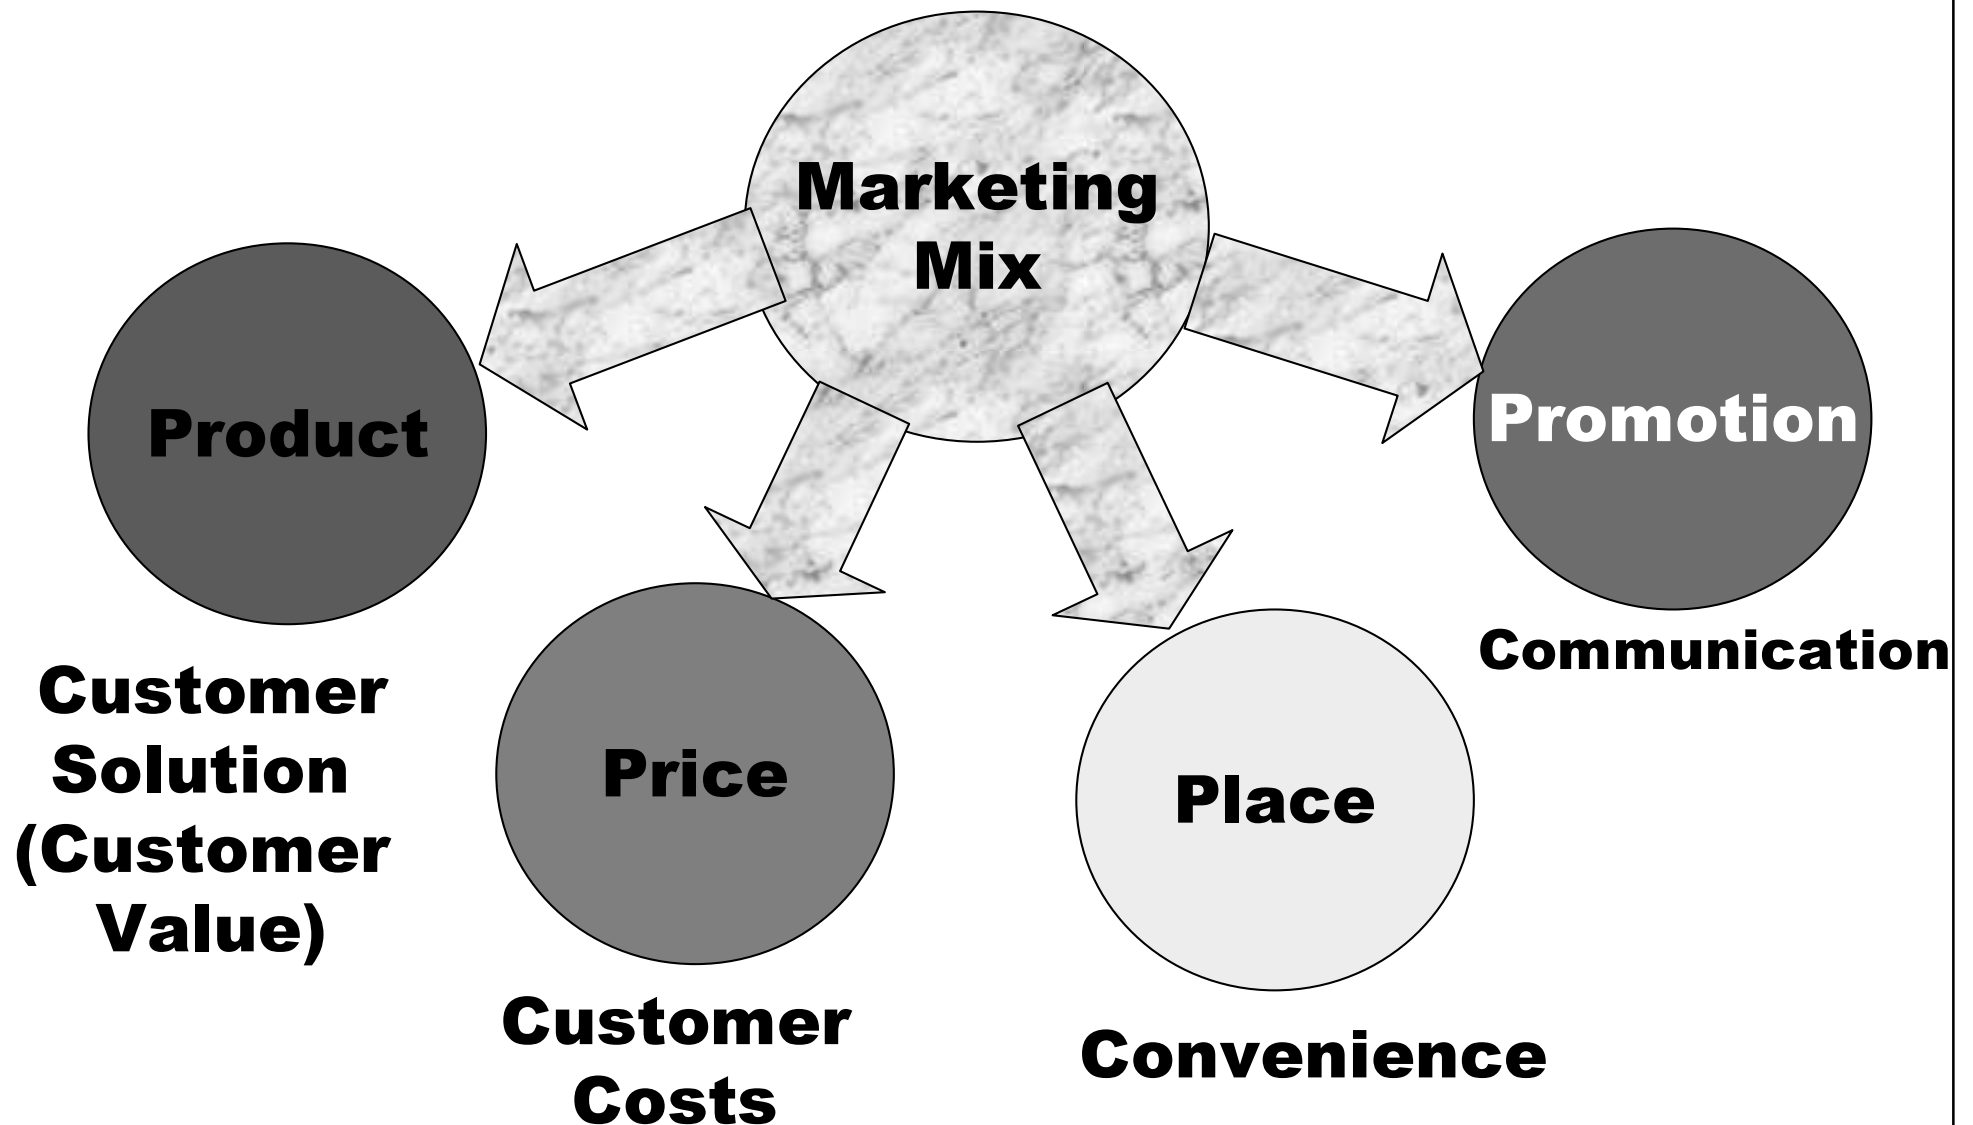 Marketing
Mix
Product
Promotion
Price
Place
Communication
Customer
Solution
(Customer
Value)
Customer
Costs
Convenience